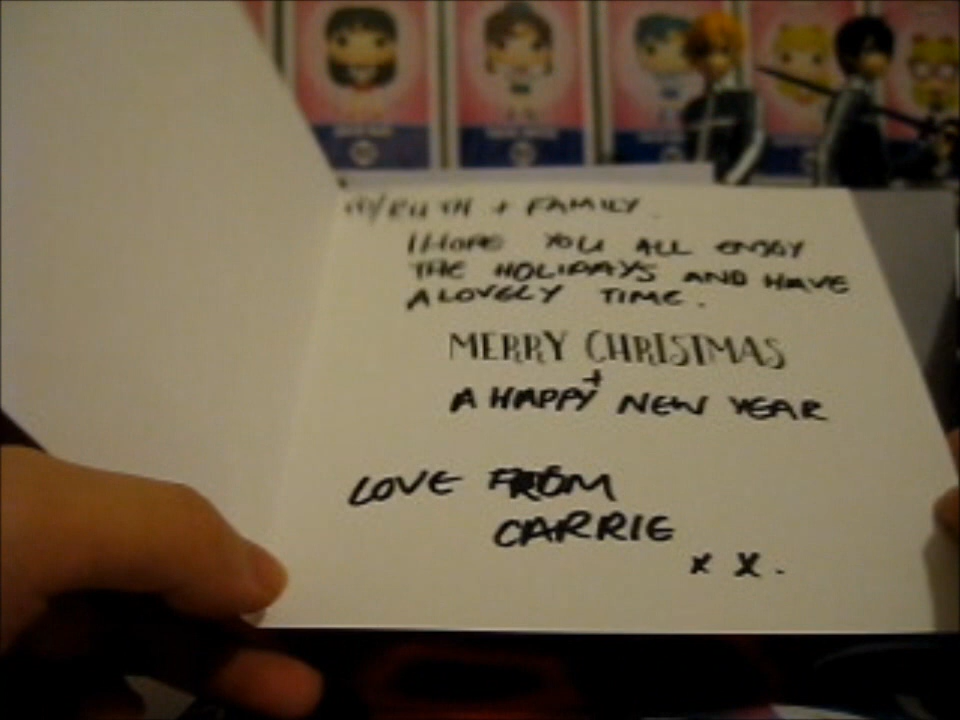 RUTH + FAMILY.
I HOPE YOU ALL ENJOY
THE HOLIDAYS AND HAVE
A LOVELY TIME.
MERRY CHRISTMAS
+
A HAPPY NEW YEAR
LOVE FROM
CARRIE
x x.